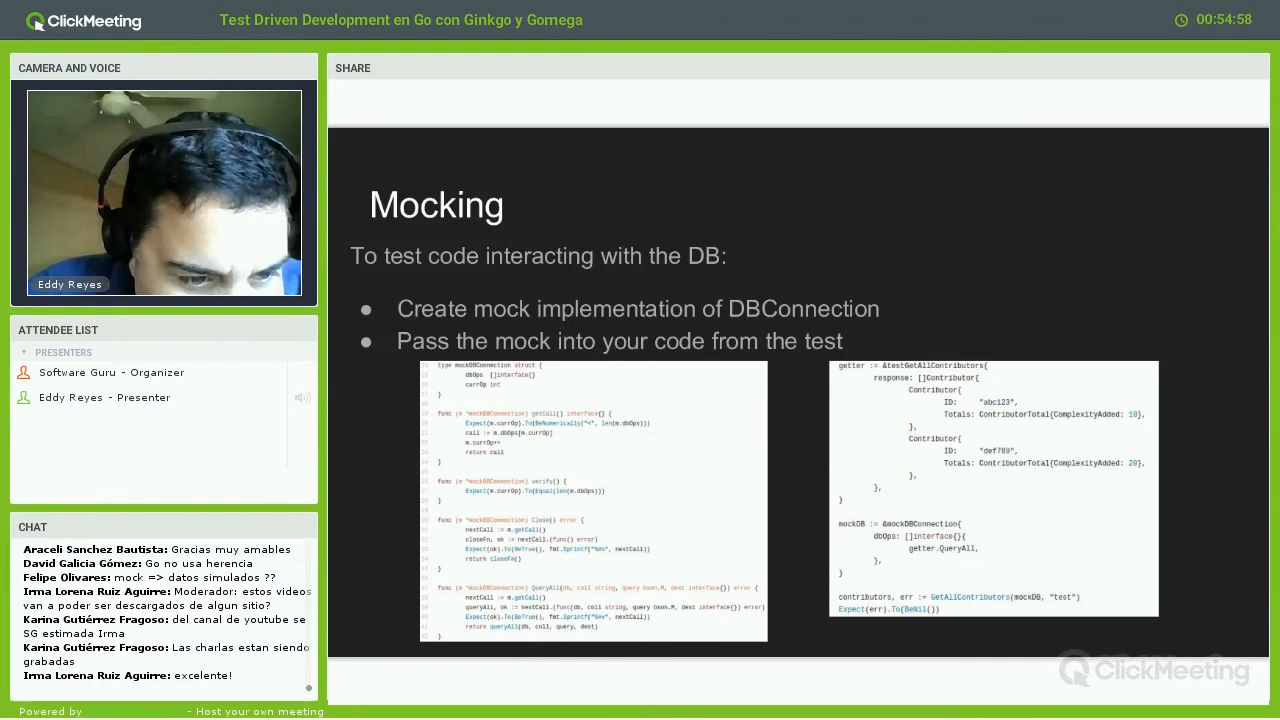 ClickMeeting
Test Driven Development en Go con Ginkgo y Gomega
00:54:58
CAMERA AND VOICE
Eddy Reyes
ATTENDEE LIST
PRESENTERS
Software Guru - Organizer
Eddy Reyes - Presenter
CHAT
Araceli Sanchez Bautista: Gracias muy amables
David Galicia Gómez: Go no usa herencia
Felipe Olivares: mock => datos simulados ??
Irma Lorena Ruiz Aguirre: Moderador: estos videos
van a poder ser descargados de algun sitio?
Karina Gutiérrez Fragoso: del canal de youtube se
SG estimada Irma
Karina Gutiérrez Fragoso: Las charlas estan siendo
grabadas
Irma Lorena Ruiz Aguirre: excelente!
Powered by - Host your own meeting
SHARE
Mocking
To test code interacting with the DB:
● Create mock implementation of DBConnection
● Pass the mock into your code from the test
type mockDBConnection struct {
dbOps []interface{}
currOp int
}
func (m *mockDBConnection) getCall() interface{} {
Expect(m.currOp).To(BeNumerically("<", len(m.dbOps)))
call := m.dbOps[m.currOp]
m.currOp++
return call
}
func (m *mockDBConnection) verify() {
Expect(m.currOp).To(Equal(len(m.dbOps)))
}
func (m *mockDBConnection) Close() error {
nextCall := m.getCall()
closeFn, ok := nextCall.(func() error)
Expect(ok).To(BeTrue(), fmt.Sprintf("%#v", nextCall))
return closeFn()
}
func (m *mockDBConnection) QueryAll(db, coll string, query bson.M, dest interface{}) error {
nextCall := m.getCall()
queryAll, ok := nextCall.(func(db, coll string, query bson.M, dest interface{}) error)
Expect(ok).To(BeTrue(), fmt.Sprintf("%#v", nextCall))
return queryAll(db, coll, query, dest)
}
getter := &testGetAllContributors{
response: []Contributor{
Contributor{
ID: "abc123",
Totals: ContributorTotal{ComplexityAdded: 10},
},
Contributor{
ID: "def789",
Totals: ContributorTotal{ComplexityAdded: 20},
},
},
}
mockDB := &mockDBConnection{
dbOps: []interface{}{
getter.QueryAll,
},
}
contributors, err := GetAllContributors(mockDB, "test")
Expect(err).To(BeNil())
ClickMeeting